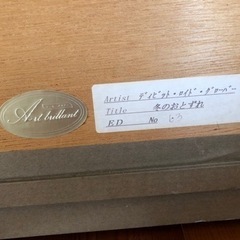 Art brillant
Artist ﾃﾞｲﾋﾞｯﾄ・ﾛｲﾄﾞ・ｸﾞﾛｰﾊﾞｰ
Title 冬のおとずれ
ED No 63